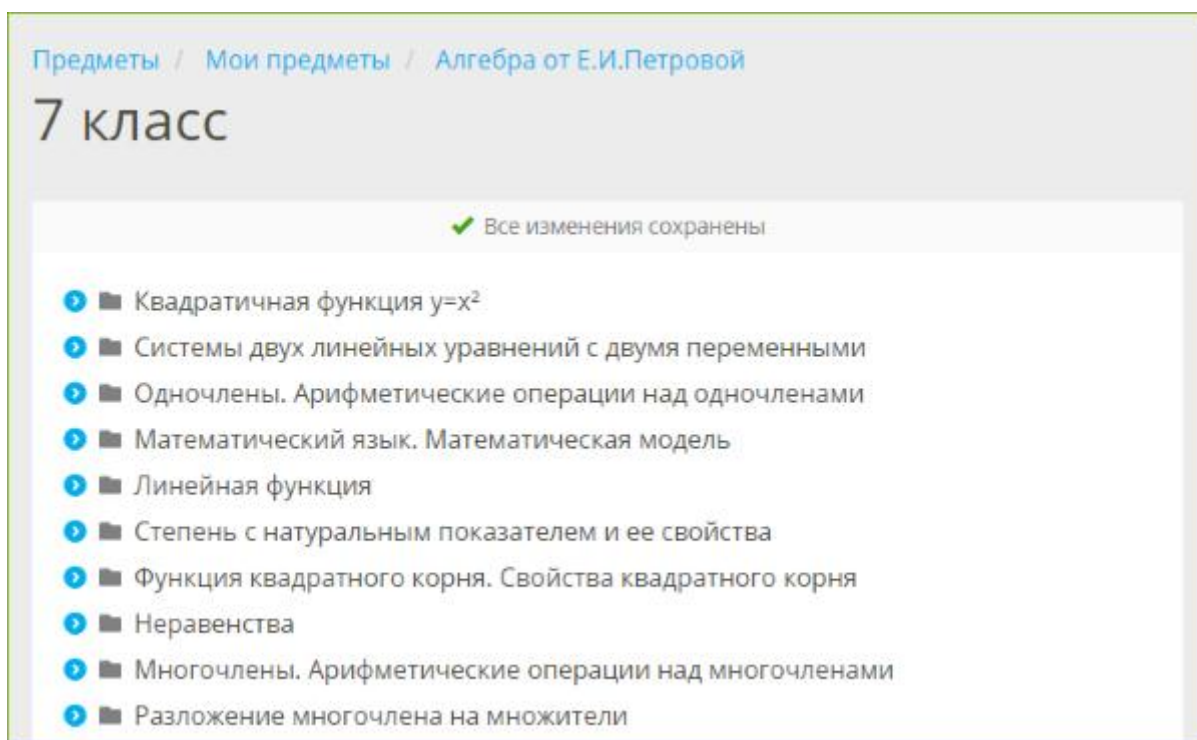 Предметы / Мои предметы / Алгебра от Е.И.Петровой
7 класс
Все изменения сохранены
Квадратичная функция y=x²
Системы двух линейных уравнений с двумя переменными
Одночлены. Арифметические операции над одночленами
Математический язык. Математическая модель
Линейная функция
Степень с натуральным показателем и ее свойства
Функция квадратного корня. Свойства квадратного корня
Неравенства
Многочлены. Арифметические операции над многочленами
Разложение многочлена на множители